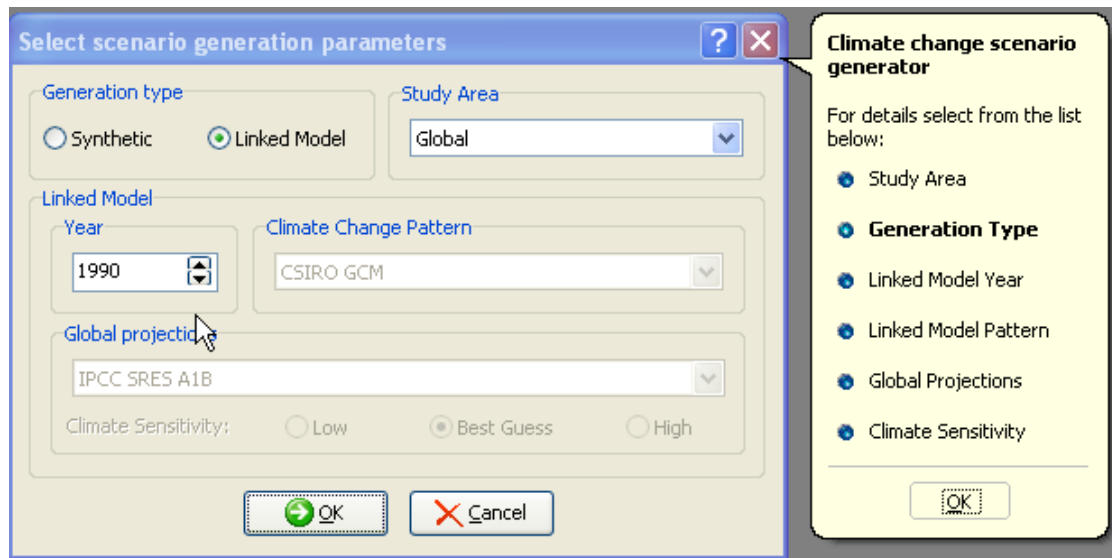 Select scenario generation parameters
Generation type
Synthetic
Linked Model
Study Area
Global
Linked Model
Year
1990
Climate Change Pattern
CSIRO GCM
Global projections
IPCC SRES A1B
Climate Sensitivity:
Low
Best Guess
High
OK
Cancel
Climate change scenario
generator
For details select from the list
below:
Study Area
Generation Type
Linked Model Year
Linked Model Pattern
Global Projections
Climate Sensitivity
OK